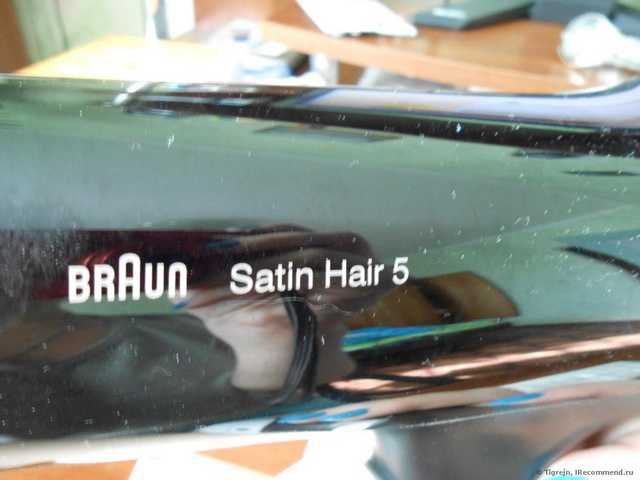 BRAUN Satin Hair 5
© Tigrejn, IRecommend.ru